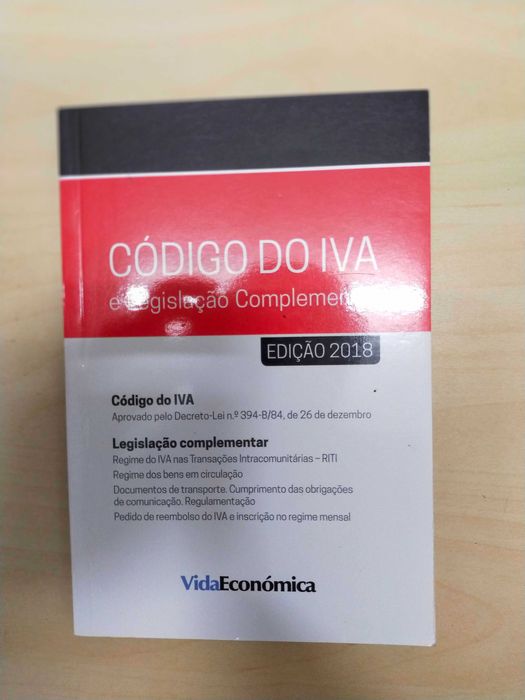 CÓDIGO DO IVA
e Legislação Complementar
EDIÇÃO 2018
Código do IVA
Aprovado pelo Decreto-Lei n.º 394-B/84, de 26 de dezembro
Legislação complementar
Regime do IVA nas Transações Intracomunitárias – RITI
Regime dos bens em circulação
Documentos de transporte. Cumprimento das obrigações
de comunicação. Regulamentação
Pedido de reembolso do IVA e inscrição no regime mensal
VidaEconómica